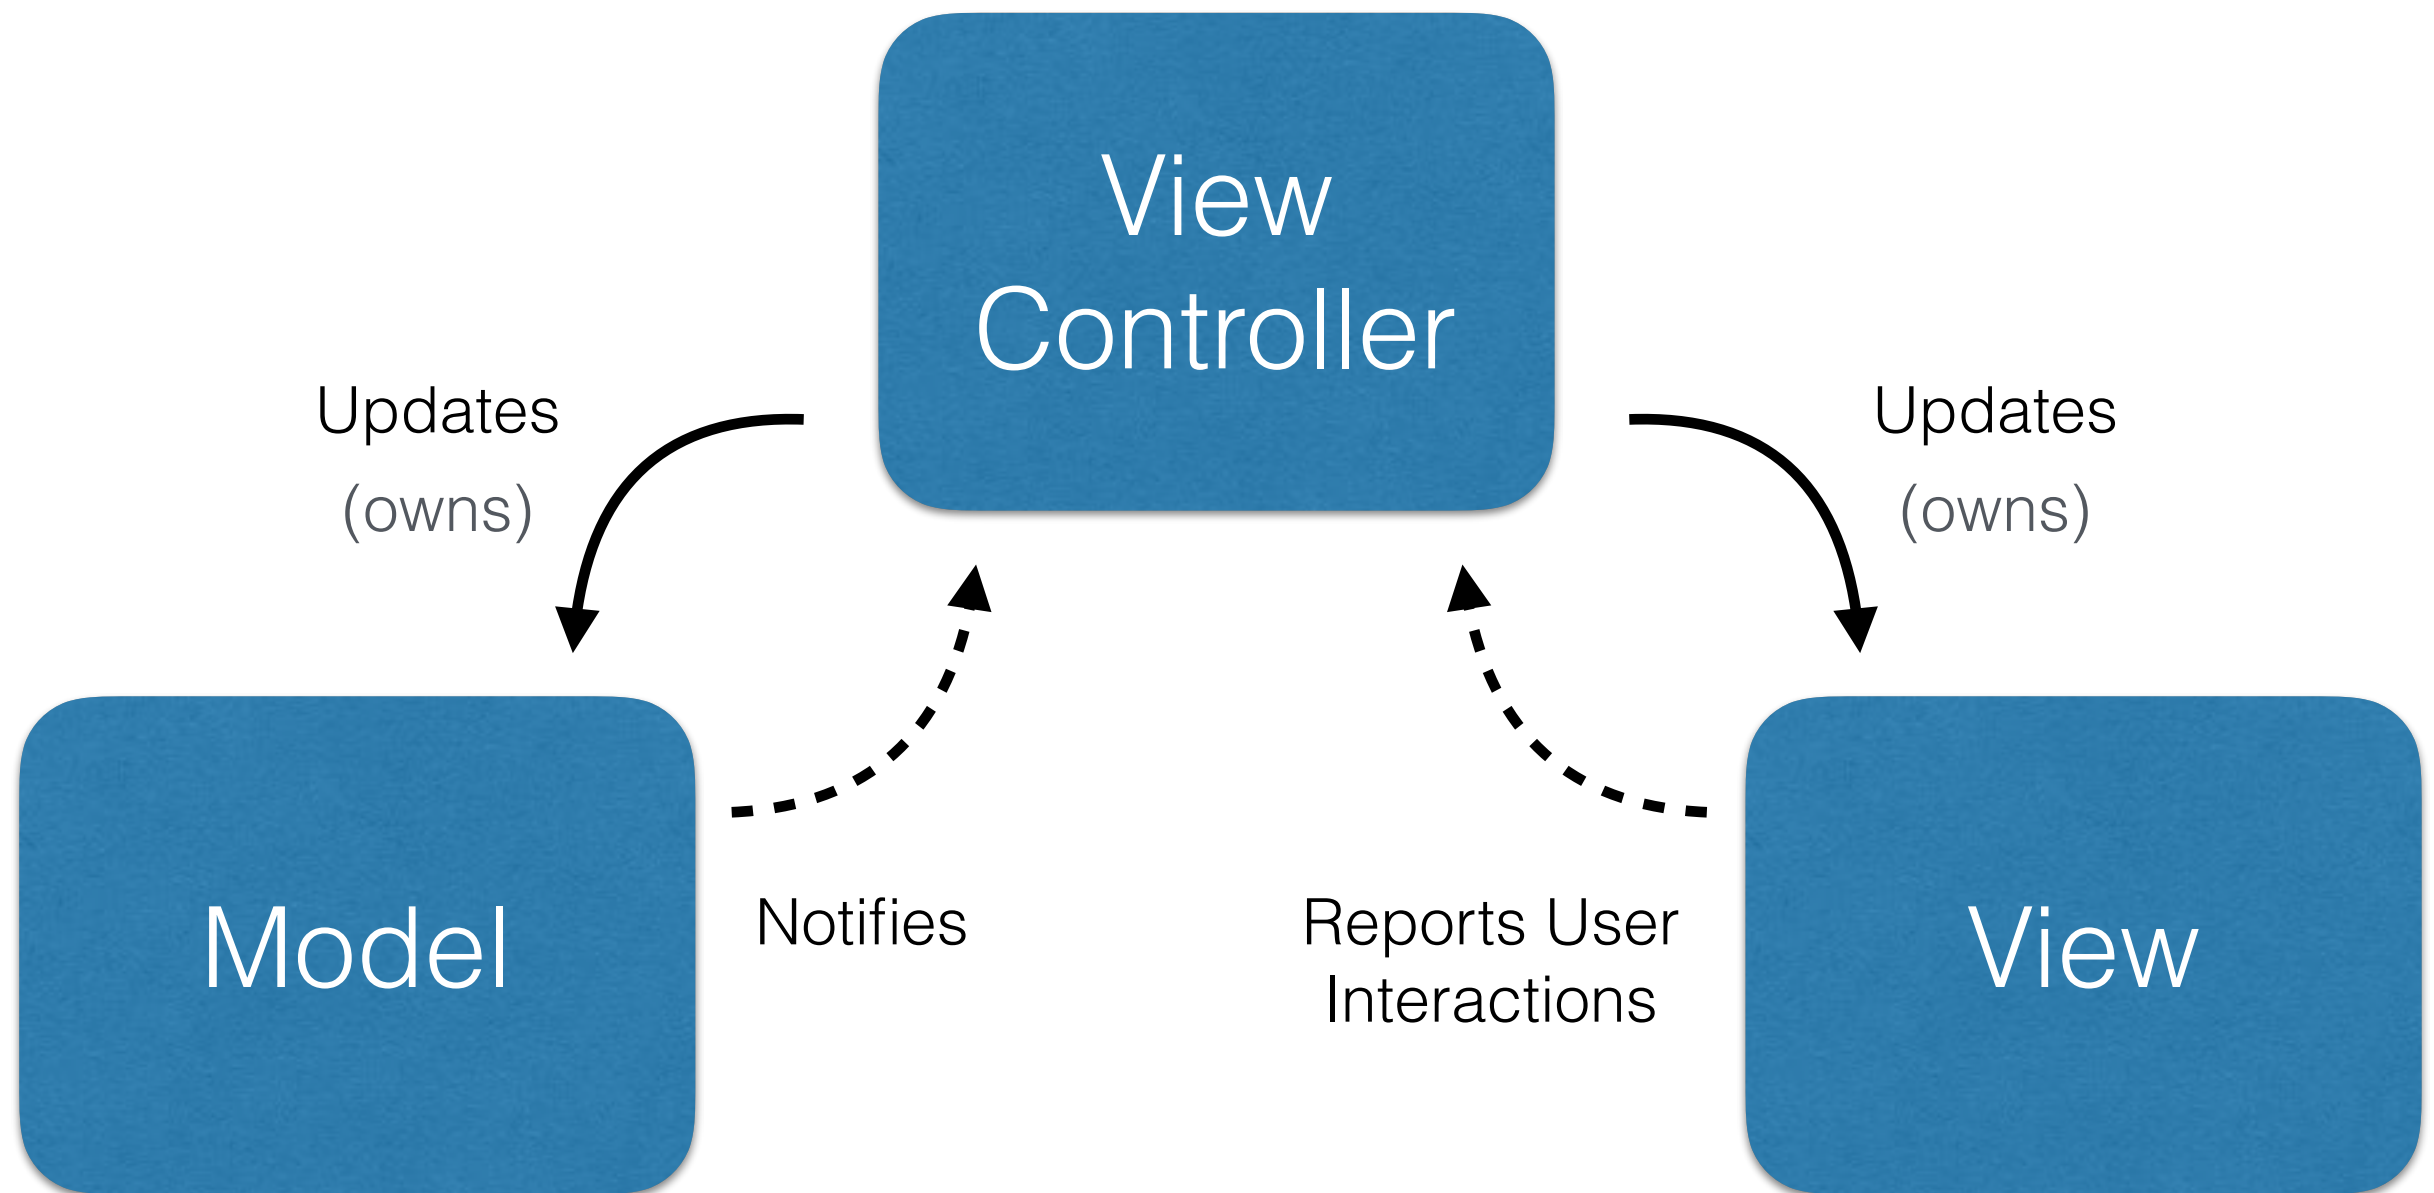 View
Controller
Updates
(owns)
Updates
(owns)
Model
Notifies
Reports User
Interactions
View